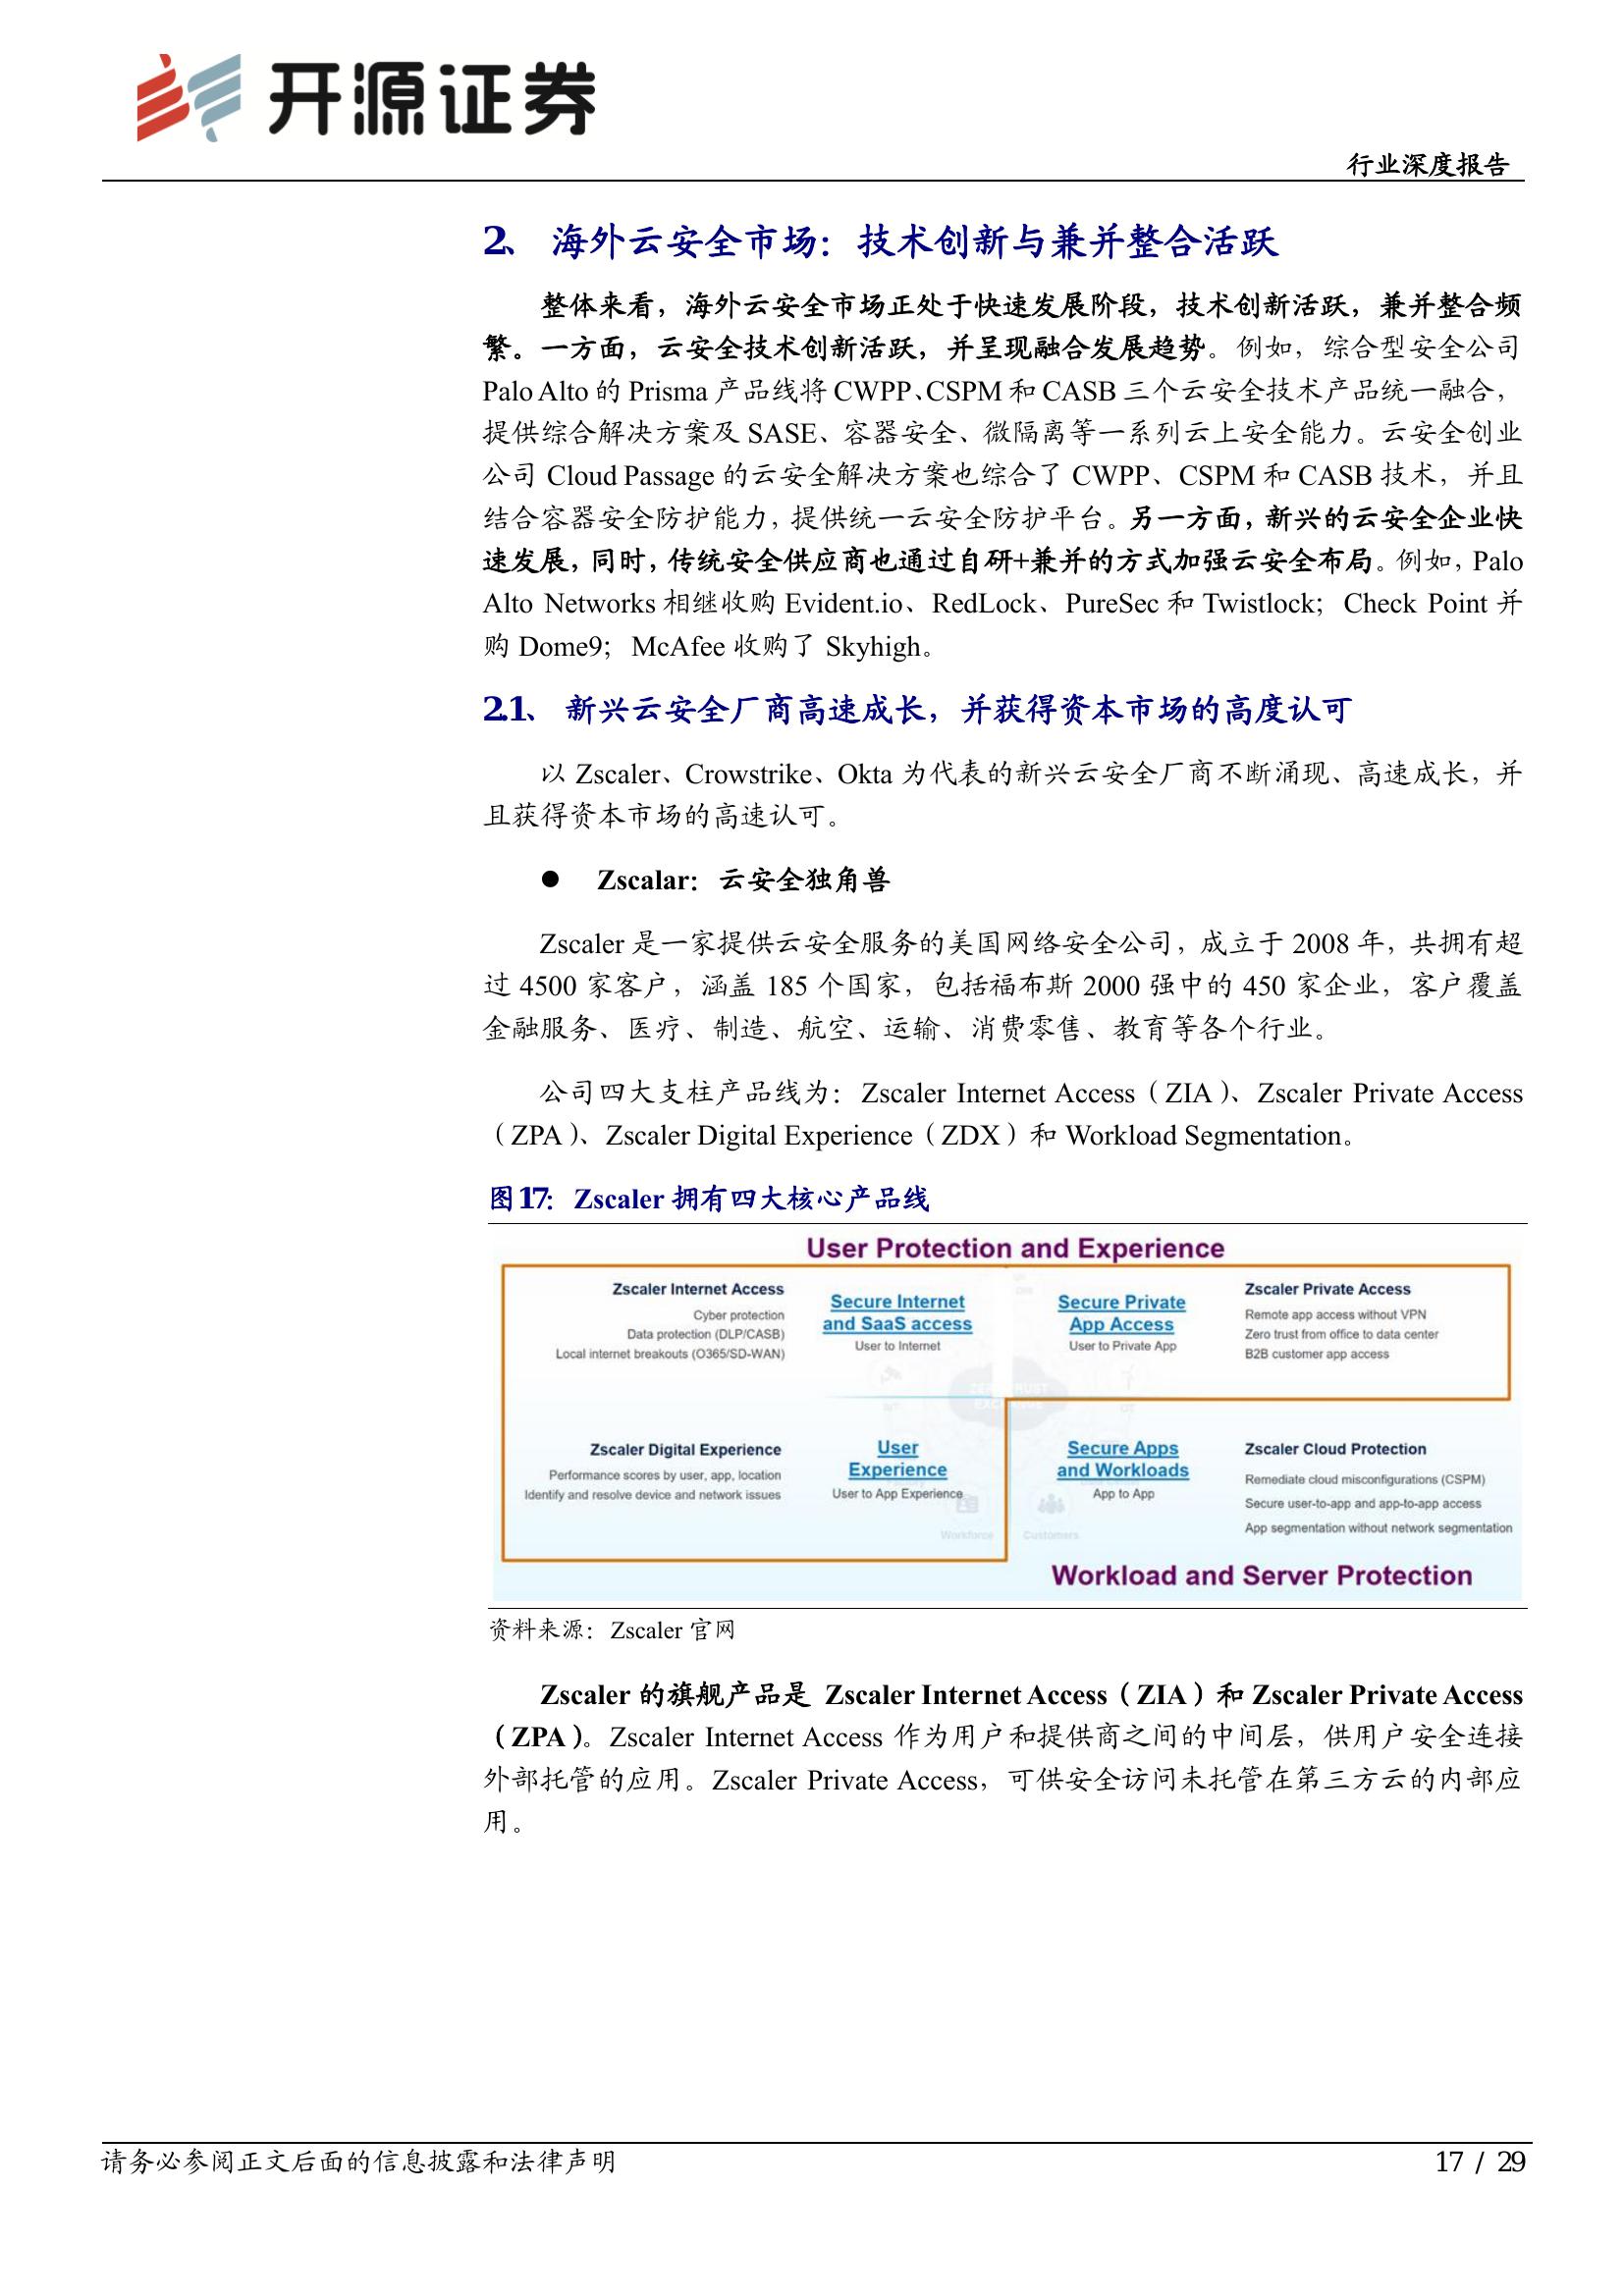 开源证券
行业深度报告
2、 海外云安全市场：技术创新与兼并整合活跃
整体来看，海外云安全市场正处于快速发展阶段，技术创新活跃，兼并整合频
繁。一方面，云安全技术创新活跃，并呈现融合发展趋势。例如，综合型安全公司
Palo Alto 的 Prisma 产品线将 CWPP、CSPM 和 CASB 三个云安全技术产品统一融合，
提供综合解决方案及 SASE、容器安全、微隔离等一系列云上安全能力。云安全创业
公司 Cloud Passage 的云安全解决方案也综合了 CWPP、CSPM 和 CASB 技术，并且
结合容器安全防护能力，提供统一云安全防护平台。另一方面，新兴的云安全企业快
速发展，同时，传统安全供应商也通过自研+兼并的方式加强云安全布局。例如，Palo
Alto Networks 相继收购 Evident.io、RedLock、PureSec 和 Twistlock；Check Point 并
购 Dome9；McAfee 收购了 Skyhigh。
2.1、 新兴云安全厂商高速成长，并获得资本市场的高度认可
以 Zscaler、Crowstrike、Okta 为代表的新兴云安全厂商不断涌现、高速成长，并
且获得资本市场的高速认可。
● Zscalar：云安全独角兽
Zscaler 是一家提供云安全服务的美国网络安全公司，成立于 2008 年，共拥有超
过 4500 家客户，涵盖 185 个国家，包括福布斯 2000 强中的 450 家企业，客户覆盖
金融服务、医疗、制造、航空、运输、消费零售、教育等各个行业。
公司四大支柱产品线为：Zscaler Internet Access（ZIA）、Zscaler Private Access
（ZPA）、Zscaler Digital Experience（ZDX）和 Workload Segmentation。
图17：Zscaler 拥有四大核心产品线
User Protection and Experience
Zscaler Internet Access
Cyber protection
Data protection (DLP/CASB)
Local internet breakouts (O365/SD-WAN)
Secure Internet
and SaaS access
User to Internet
Secure Private
App Access
User to Private App
Zscaler Private Access
Remote app access without VPN
Zero trust from office to data center
B2B customer app access
Zscaler Digital Experience
Performance scores by user, app, location
Identify and resolve device and network issues
User
Experience
User to App Experience
Workforce
Customers
Secure Apps
and Workloads
App to App
Zscaler Cloud Protection
Remediate cloud misconfigurations (CSPM)
Secure user-to-app and app-to-app access
App segmentation without network segmentation
Workload and Server Protection
资料来源：Zscaler 官网
Zscaler 的旗舰产品是 Zscaler Internet Access（ZIA）和 Zscaler Private Access
（ZPA）。Zscaler Internet Access 作为用户和提供商之间的中间层，供用户安全连接
外部托管的应用。Zscaler Private Access，可供安全访问未托管在第三方云的内部应
用。
请务必参阅正文后面的信息披露和法律声明
17 / 29